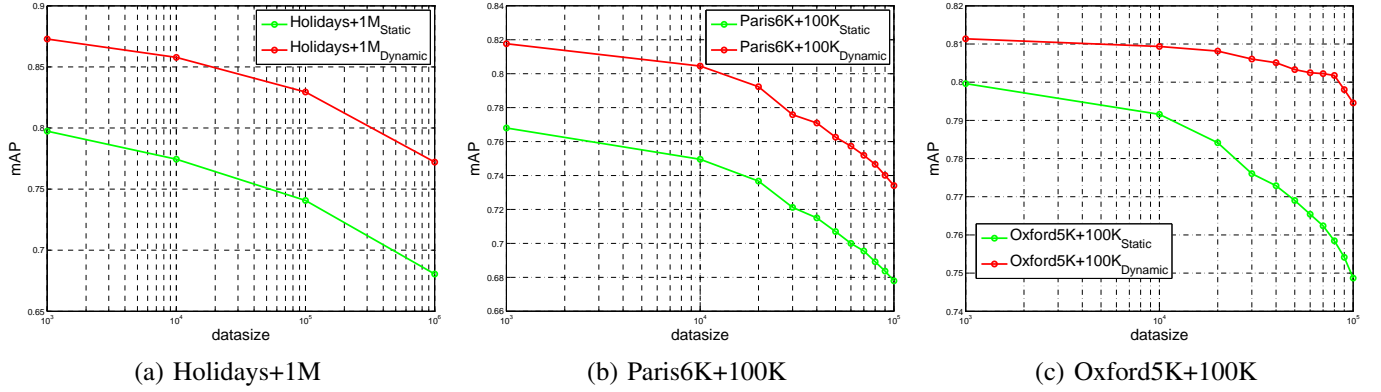 0.9
0.85
0.8
0.75
0.7
0.65
mAP
10^3
10^4
10^5
10^6
datasize
Holidays+1M_Static
Holidays+1M_Dynamic
(a) Holidays+1M
0.84
0.82
0.8
0.78
0.76
0.74
0.72
0.7
0.68
0.66
mAP
10^3
10^4
10^5
datasize
Paris6K+100K_Static
Paris6K+100K_Dynamic
(b) Paris6K+100K
0.82
0.81
0.8
0.79
0.78
0.77
0.76
0.75
0.74
mAP
10^3
10^4
10^5
datasize
Oxford5K+100K_Static
Oxford5K+100K_Dynamic
(c) Oxford5K+100K